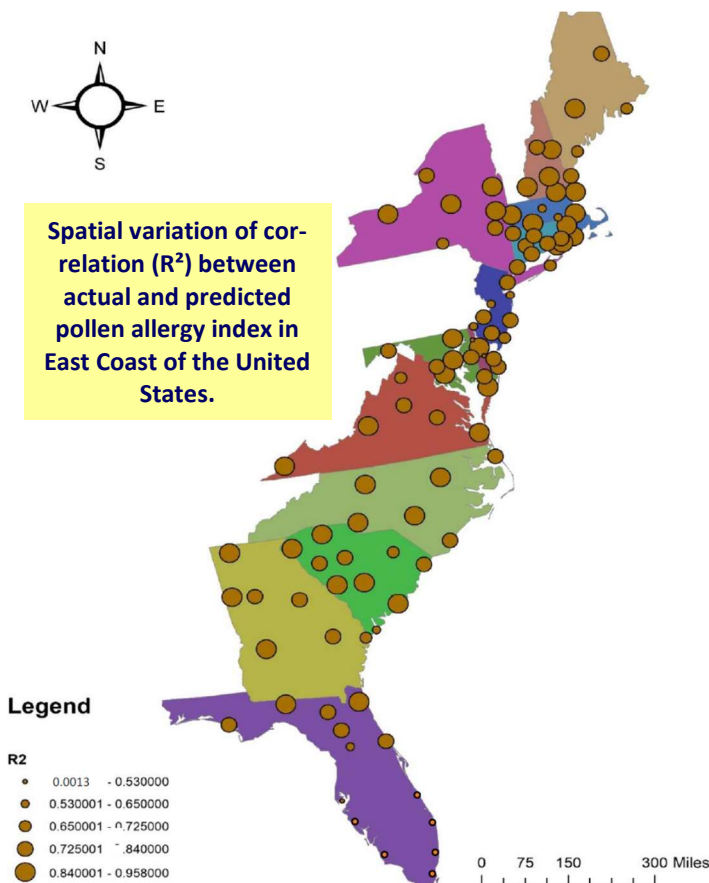 N
W E
S
Spatial variation of cor-
relation (R²) between
actual and predicted
pollen allergy index in
East Coast of the United
States.
Legend
R2
0.0013 - 0.530000
0.530001 - 0.650000
0.650001 - 0.725000
0.725001 - .840000
0.840001 - 0.958000
0 75 150 300 Miles